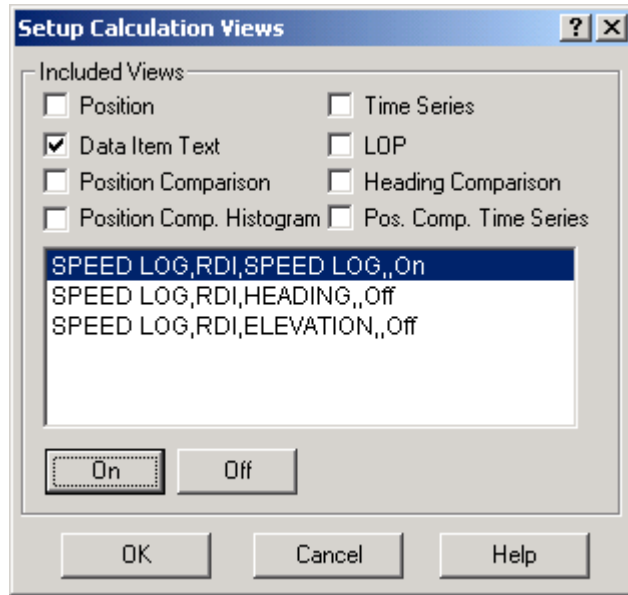 Setup Calculation Views
Included Views
Position
Time Series
Data Item Text
LOP
Position Comparison
Heading Comparison
Position Comp. Histogram
Pos. Comp. Time Series
SPEED LOG,RDI,SPEED LOG,,On
SPEED LOG,RDI,HEADING,,Off
SPEED LOG,RDI,ELEVATION,,Off
On
Off
OK
Cancel
Help